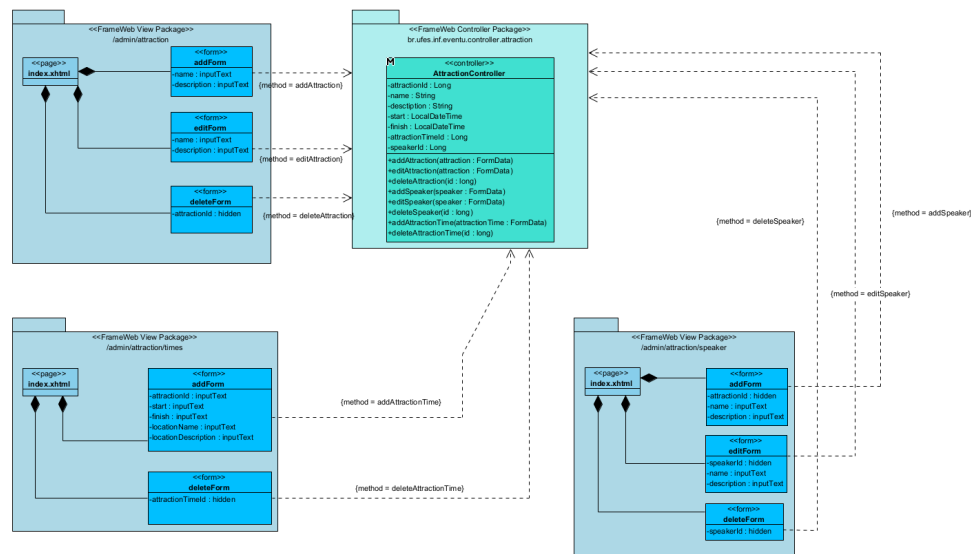 <<FrameWeb View Package>>
/admin/attraction
<<page>>
index.xhtml
<<form>>
addForm
-name : inputText
-description : inputText
<<form>>
editForm
-name : inputText
-description : inputText
<<form>>
deleteForm
-attractionId : hidden
{method = addAttraction}
{method = editAttraction}
{method = deleteAttraction}
<<FrameWeb Controller Package>>
br.ufes.inf.eventu.controller.attraction
M
<<controller>>
AttractionController
-attractionId : Long
-name : String
-desctiption : String
-start : LocalDateTime
-finish : LocalDateTime
-attractionTimeId : Long
-speakerId : Long
+addAttraction(attraction : FormData)
+editAttraction(attraction : FormData)
+deleteAttraction(id : long)
+addSpeaker(speaker : FormData)
+editSpeaker(speaker : FormData)
+deleteSpeaker(id : long)
+addAttractionTime(atractionTime : FormData)
+deleteAttractionTime(id : long)
{method = addSpeaker}
{method = deleteSpeaker}
{method = editSpeaker}
<<FrameWeb View Package>>
/admin/attraction/times
<<page>>
index.xhtml
<<form>>
addForm
-attractionId : inputText
-start : inputText
-finish : inputText
-locationName : inputText
-locationDescription : inputText
<<form>>
deleteForm
-attractionTimeId : hidden
{method = addAttractionTime}
{method = deleteAttractionTime}
<<FrameWeb View Package>>
/admin/attraction/speaker
<<page>>
index.xhtml
<<form>>
addForm
-attractionId : hidden
-name : inputText
-description : inputText
<<form>>
editForm
-speakerId : hidden
-name : inputText
-description : inputText
<<form>>
deleteForm
-speakerId : hidden